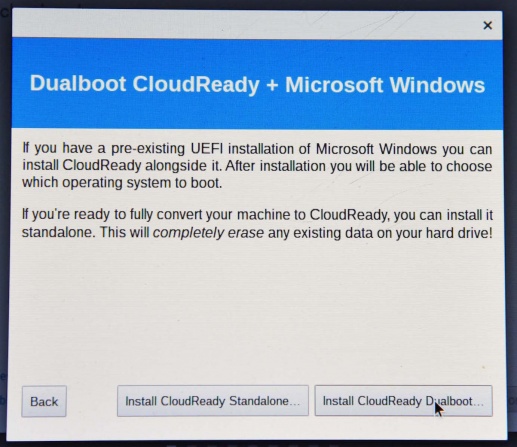 Dualboot CloudReady + Microsoft Windows
If you have a pre-existing UEFI installation of Microsoft Windows you can
install CloudReady alongside it. After installation you will be able to choose
which operating system to boot.
If you're ready to fully convert your machine to CloudReady, you can install it
standalone. This will completely erase any existing data on your hard drive!
Back
Install CloudReady Standalone...
Install CloudReady Dualboot...